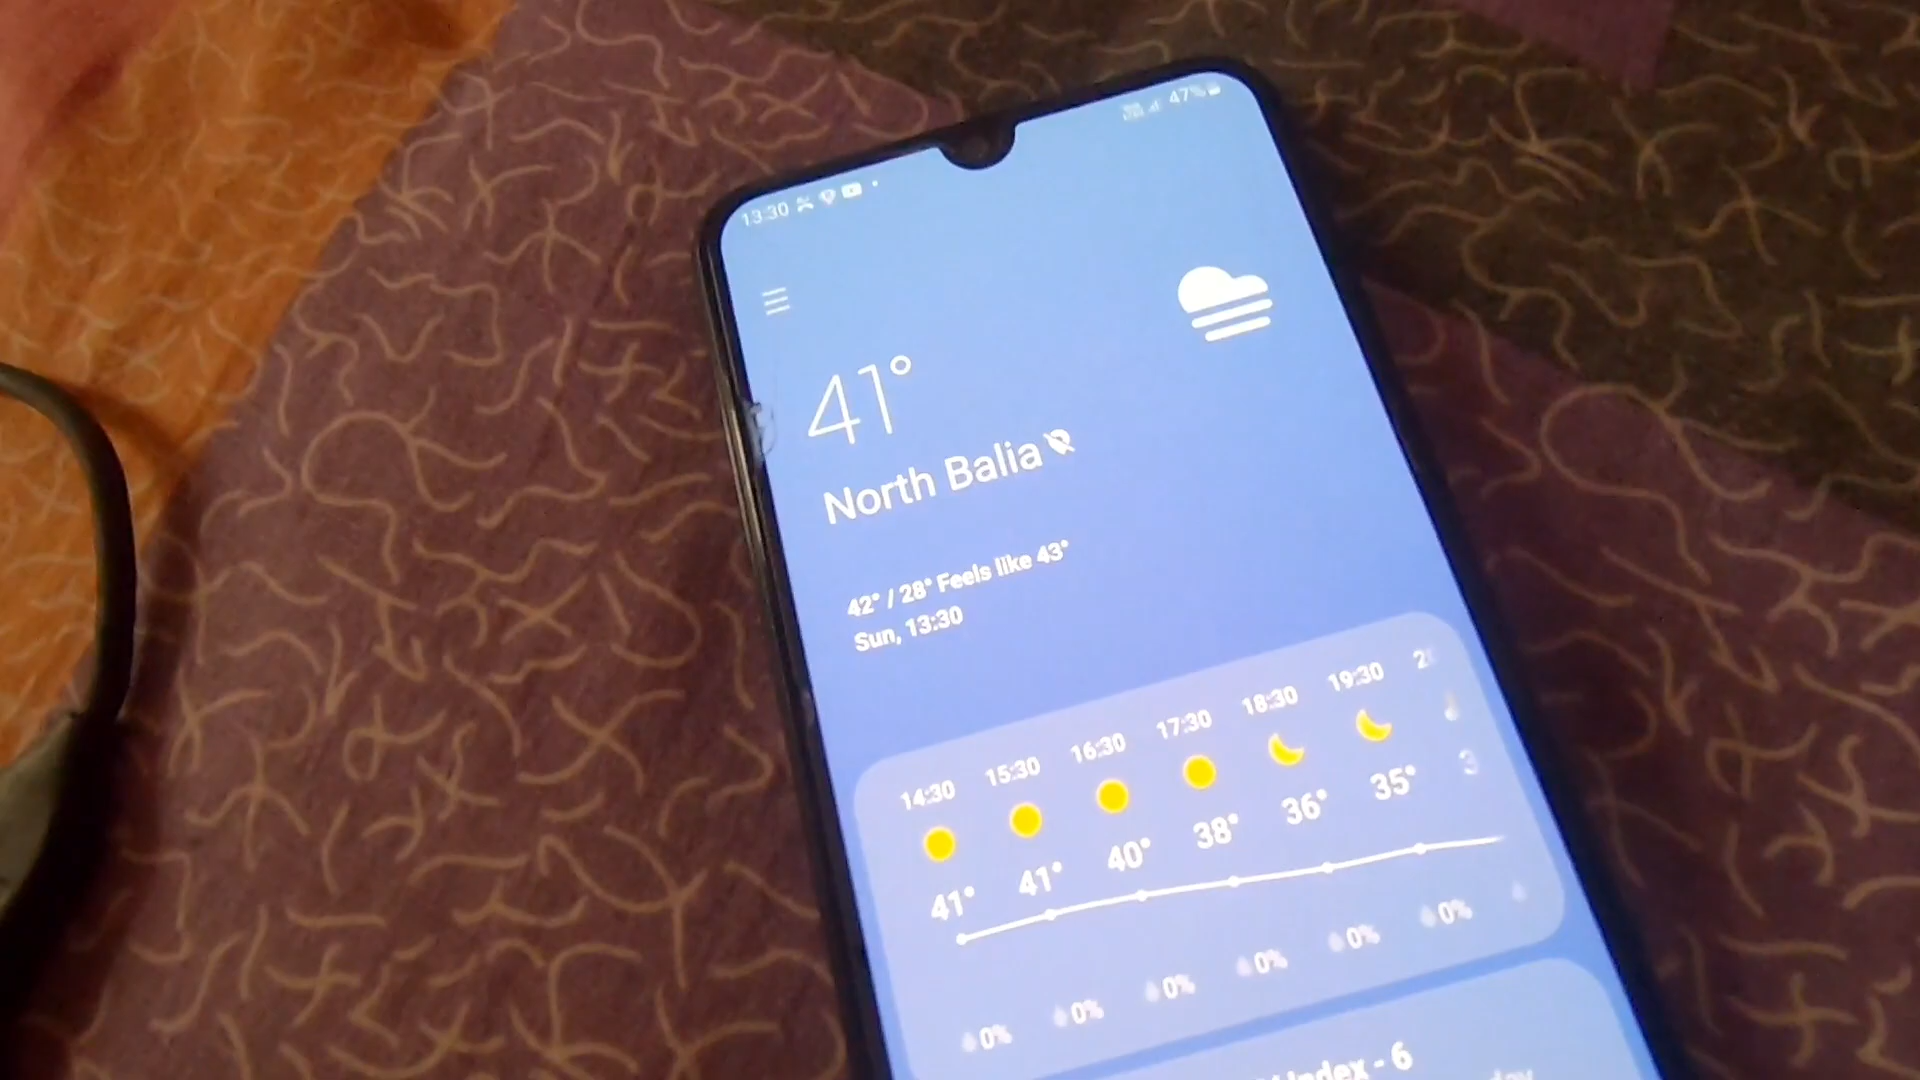 13:30
47%
41°
North Balia
42° / 28° Feels like 43°
Sun, 13:30
14:30 15:30 16:30 17:30 18:30 19:30
41° 41° 40° 38° 36° 35°
0% 0% 0% 0% 0% 0%
Index - 6